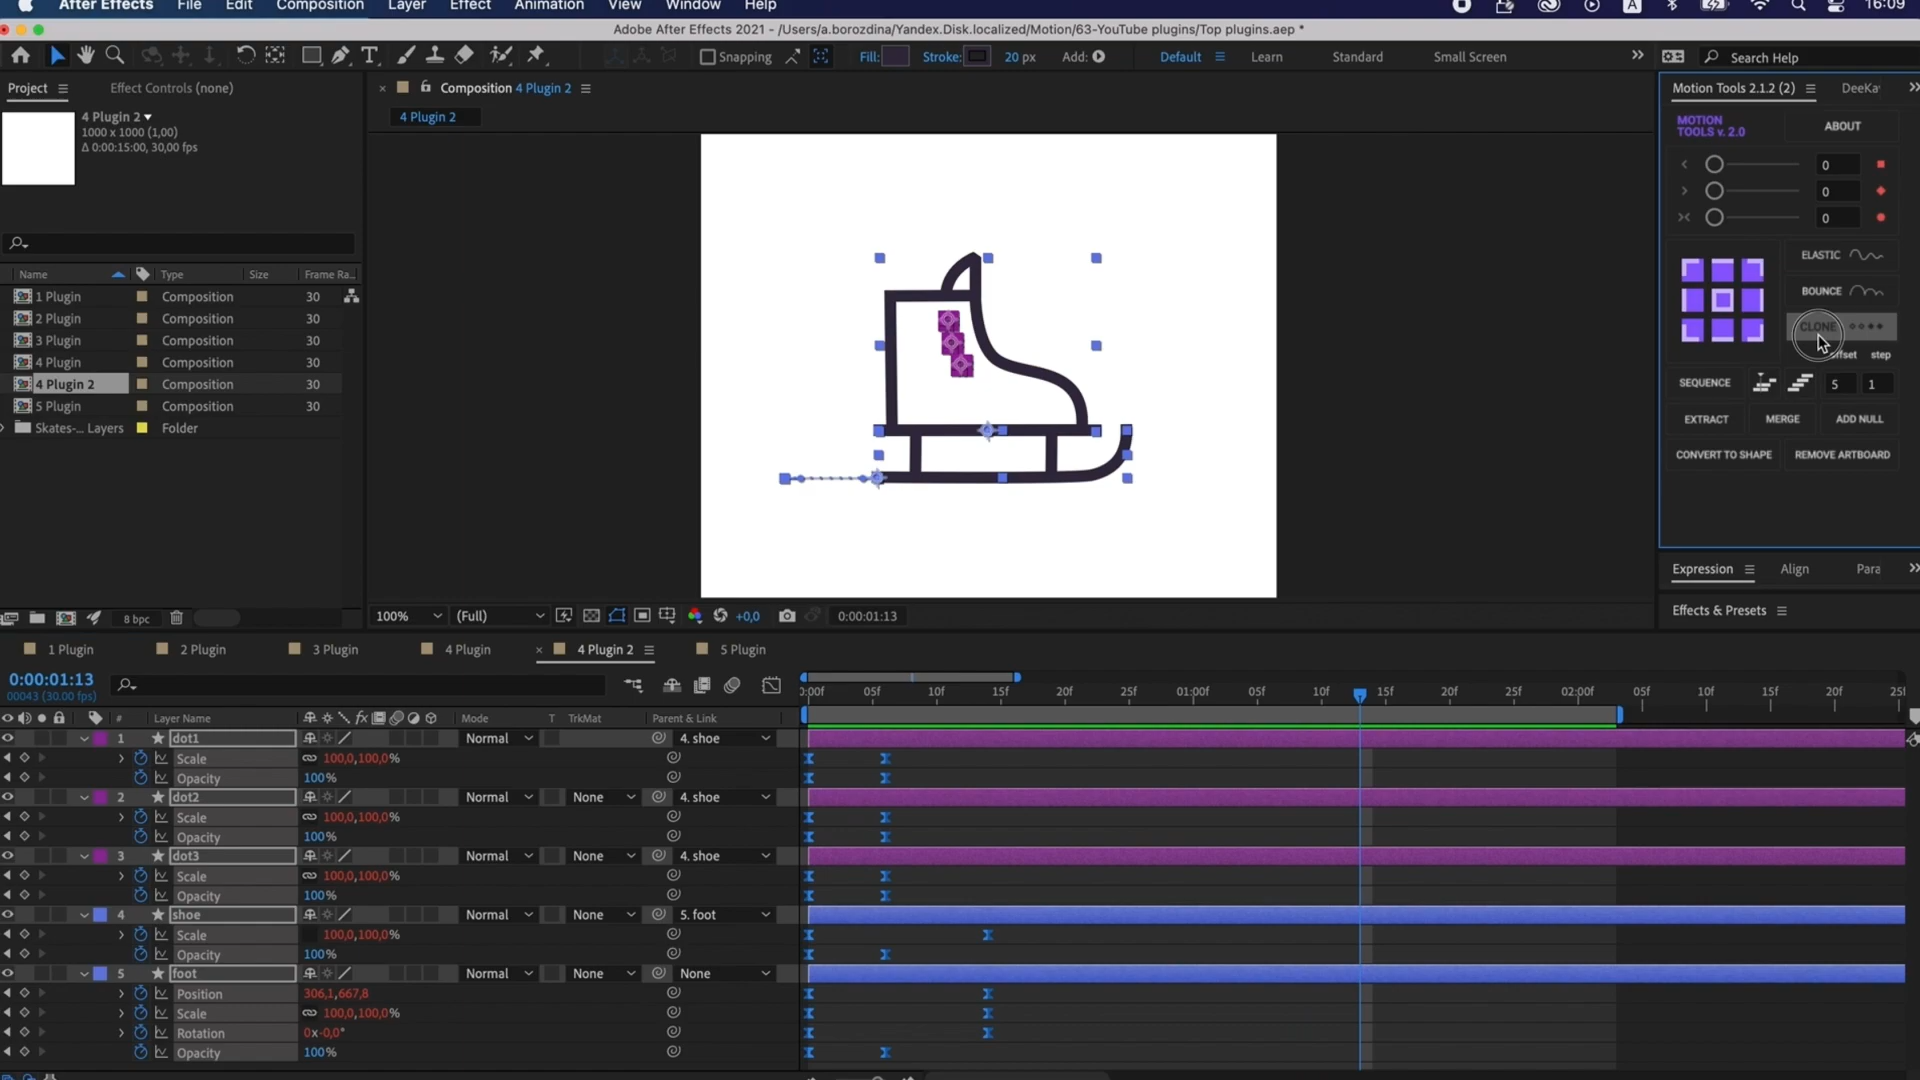 After Effects File Edit Composition Layer Effect Animation View Window Help A 16:09
Adobe After Effects 2021 - /Users/a.borozdina/Yandex.Disk.localized/Motion/63-YouTube plugins/Top plugins.aep *
T Snapping Fill: Stroke: 20 px Add: Default Learn Standard Small Screen Search Help
Project Effect Controls (none) Composition 4 Plugin 2 Motion Tools 2.1.2 (2) DeeKa
4 Plugin 2
1000 x 1000 (1,00)
Δ 0:00:15:00, 30,00 fps
4 Plugin 2
MOTION
TOOLS v. 2.0
ABOUT
0
0
0
ELASTIC
BOUNCE
CLONE
offset step
SEQUENCE 5 1
EXTRACT MERGE ADD NULL
CONVERT TO SHAPE REMOVE ARTBOARD
Name Type Size Frame Ra..
1 Plugin Composition 30
2 Plugin Composition 30
3 Plugin Composition 30
4 Plugin Composition 30
4 Plugin 2 Composition 30
5 Plugin Composition 30
Skates-... Layers Folder
Expression Align Para
Effects & Presets
8 bpc 100% (Full) +0,0 0:00:01:13
1 Plugin 2 Plugin 3 Plugin 4 Plugin × 4 Plugin 2 5 Plugin
0:00:01:13
00043 (30.00 fps)
:00f 05f 10f 15f 20f 25f 01:00f 05f 10f 15f 20f 25f 02:00f 05f 10f 15f 20f 25
# Layer Name fx Mode T TrkMat Parent & Link
1 dot1 Normal 4. shoe
Scale 100,0,100,0%
Opacity 100%
2 dot2 Normal None 4. shoe
Scale 100,0,100,0%
Opacity 100%
3 dot3 Normal None 4. shoe
Scale 100,0,100,0%
Opacity 100%
4 shoe Normal None 5. foot
Scale 100,0,100,0%
Opacity 100%
5 foot Normal None None
Position 306,1,667,8
Scale 100,0,100,0%
Rotation 0x-0,0°
Opacity 100%